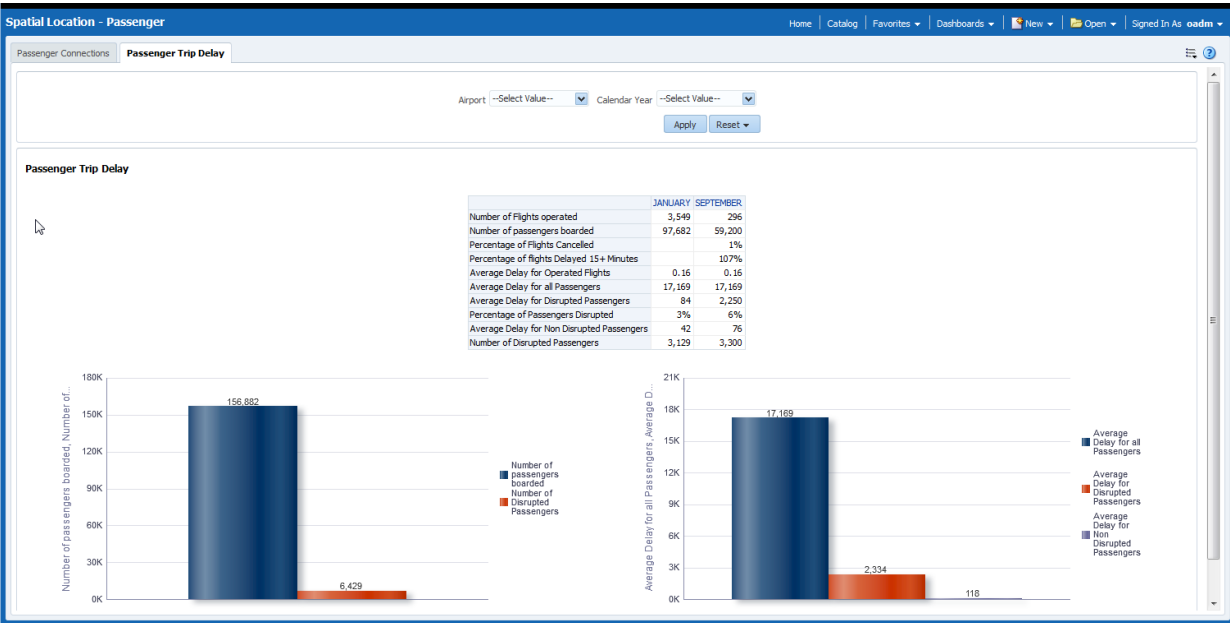 Spatial Location - Passenger
Home Catalog Favorites Dashboards New Open Signed In As oadm
Passenger Connections Passenger Trip Delay
Airport --Select Value-- Calendar Year --Select Value--
Apply Reset
Passenger Trip Delay
JANUARY SEPTEMBER
Number of Flights operated 3,549 296
Number of passengers boarded 97,682 59,200
Percentage of Flights Cancelled 1%
Percentage of flights Delayed 15+ Minutes 107%
Average Delay for Operated Flights 0.16 0.16
Average Delay for all Passengers 17,169 17,169
Average Delay for Disrupted Passengers 84 2,250
Percentage of Passengers Disrupted 3% 6%
Average Delay for Non Disrupted Passengers 42 76
Number of Disrupted Passengers 3,129 3,300
Number of passengers boarded, Number of...
180K
150K
120K
90K
60K
30K
0K
156,882
6,429
Number of
passengers
boarded
Number of
Disrupted
Passengers
Average Delay for all Passengers, Average D...
21K
18K
15K
12K
9K
6K
3K
0K
17,169
2,334
118
Average
Delay for all
Passengers
Average
Delay for
Disrupted
Passengers
Average
Delay for
Non
Disrupted
Passengers